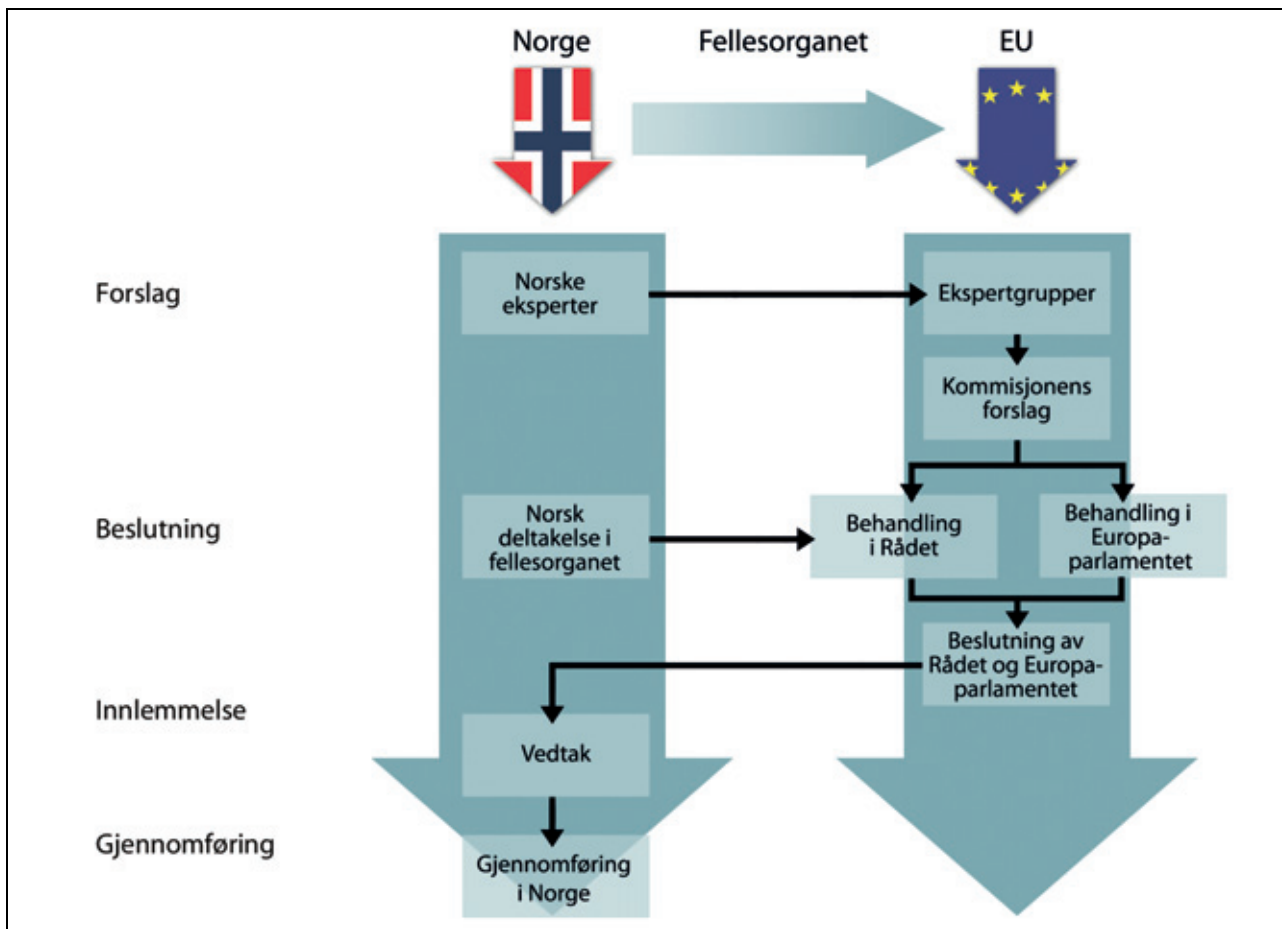 Norge
Fellesorganet
EU
Forslag
Norske
eksperter
Ekspertgrupper
Kommisjonens
forslag
Beslutning
Norsk
deltakelse i
fellesorganet
Behandling
i Rådet
Behandling i
Europa-
parlamentet
Beslutning av
Rådet og Europa-
parlamentet
Innlemmelse
Vedtak
Gjennomføring
Gjennomføring
i Norge